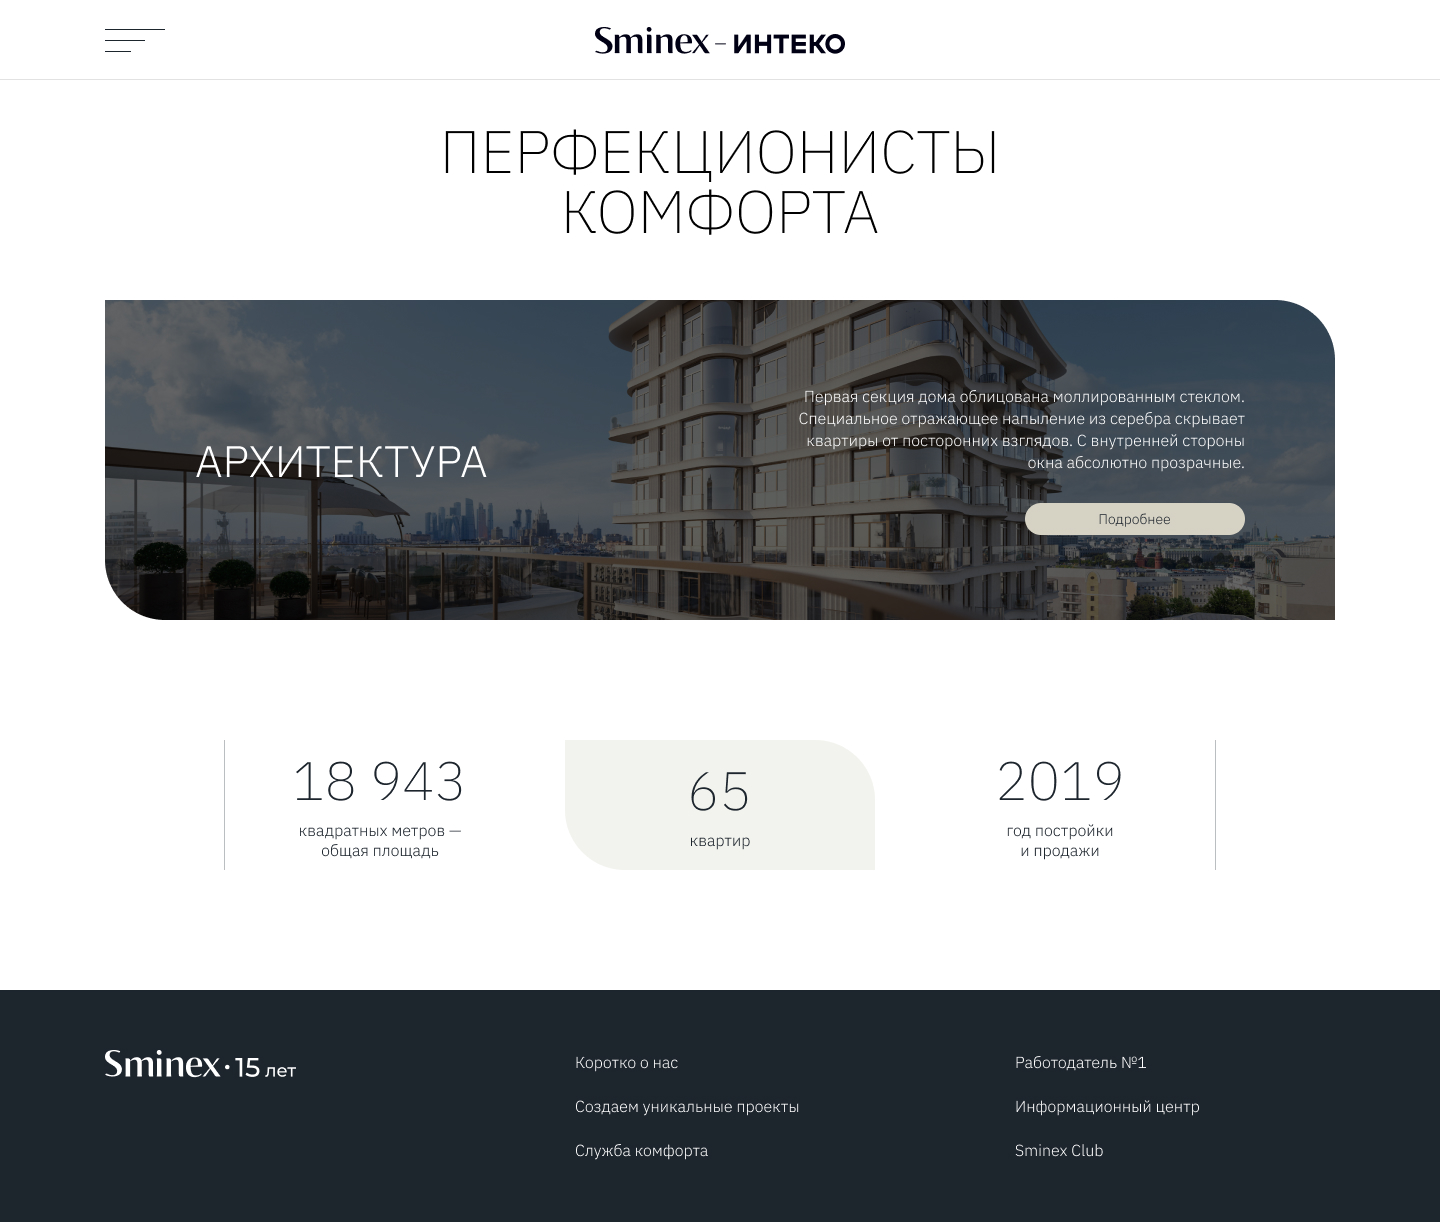 Sminex – ИНТЕКО
ПЕРФЕКЦИОНИСТЫ
КОМФОРТА
АРХИТЕКТУРА
Первая секция дома облицована моллированным стеклом.
Специальное отражающее напыление из серебра скрывает
квартиры от посторонних взглядов. С внутренней стороны
окна абсолютно прозрачные.
Подробнее
18 943
квадратных метров —
общая площадь
65
квартир
2019
год постройки
и продажи
Sminex · 15 лет
Коротко о нас
Создаем уникальные проекты
Служба комфорта
Работодатель №1
Информационный центр
Sminex Club